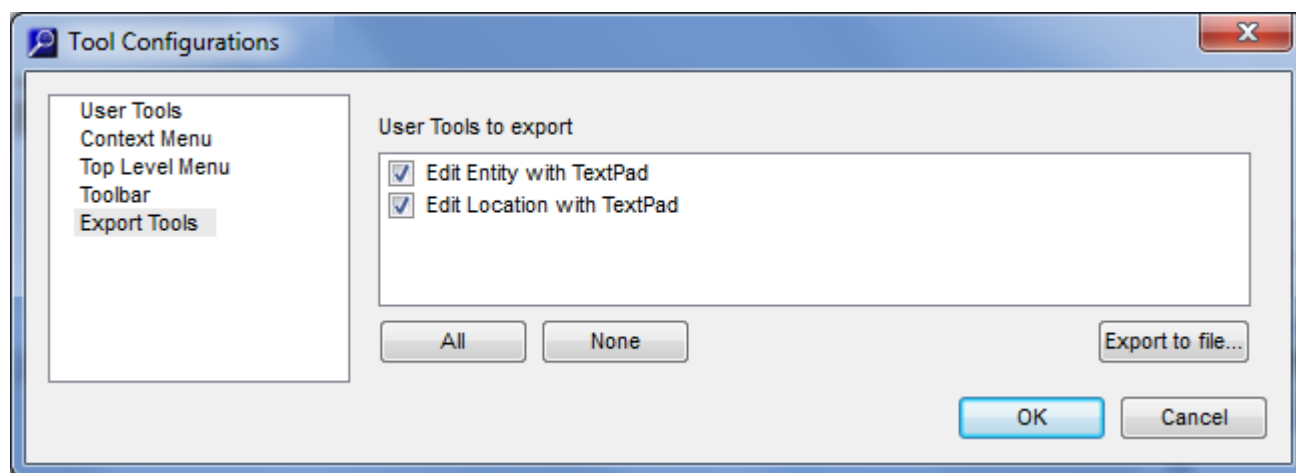 Tool Configurations
User Tools
Context Menu
Top Level Menu
Toolbar
Export Tools
User Tools to export
Edit Entity with TextPad
Edit Location with TextPad
All
None
Export to file...
OK
Cancel